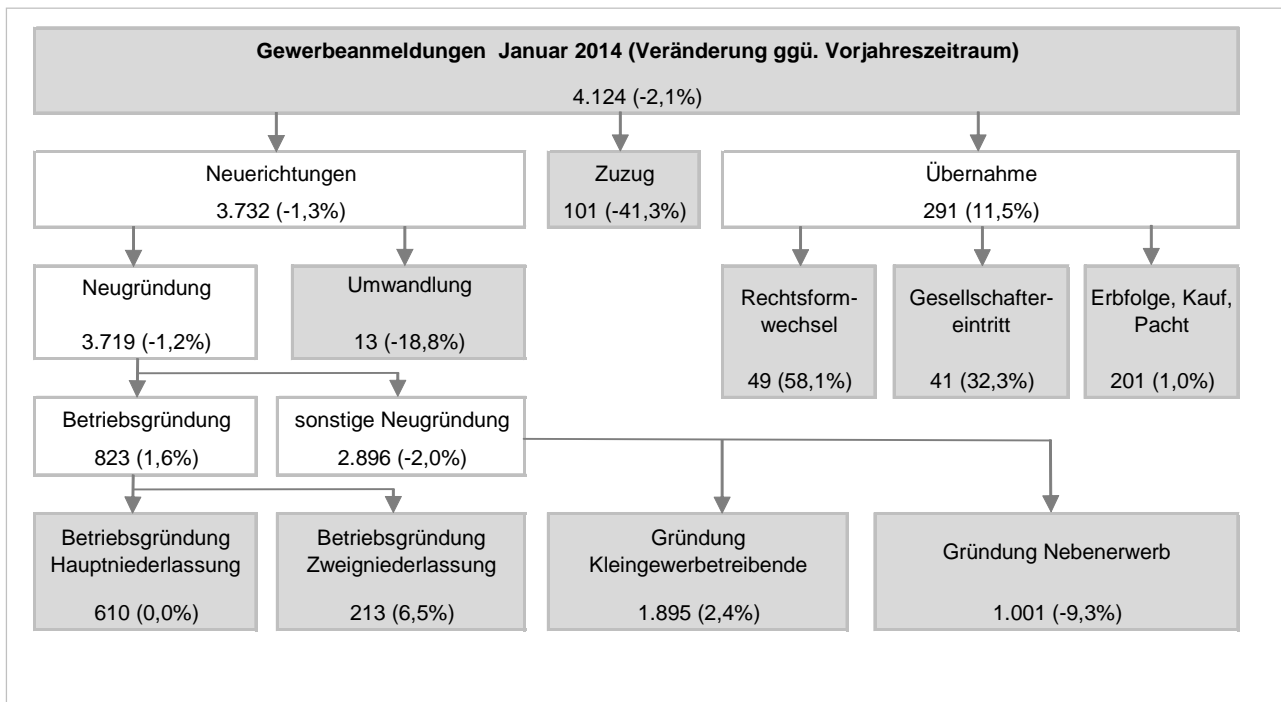 Gewerbeanmeldungen Januar 2014 (Veränderung ggü. Vorjahreszeitraum)
4.124 (-2,1%)
Neuerichtungen
3.732 (-1,3%)
Zuzug
101 (-41,3%)
Übernahme
291 (11,5%)
Neugründung
3.719 (-1,2%)
Umwandlung
13 (-18,8%)
Rechtsform-
wechsel
49 (58,1%)
Gesellschafter-
eintritt
41 (32,3%)
Erbfolge, Kauf,
Pacht
201 (1,0%)
Betriebsgründung
823 (1,6%)
sonstige Neugründung
2.896 (-2,0%)
Betriebsgründung
Hauptniederlassung
610 (0,0%)
Betriebsgründung
Zweigniederlassung
213 (6,5%)
Gründung
Kleingewerbetreibende
1.895 (2,4%)
Gründung Nebenerwerb
1.001 (-9,3%)